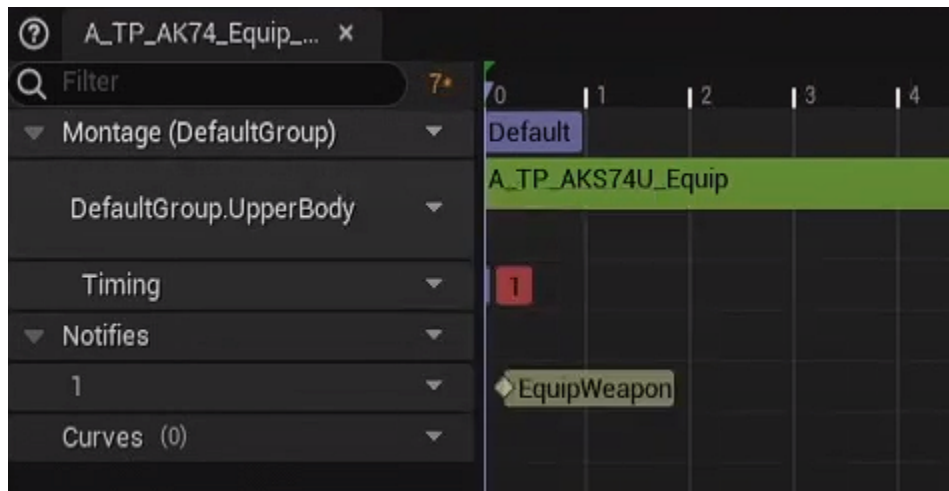 A_TP_AK74_Equip_...
Filter
7*
0 1 2 3 4
Montage (DefaultGroup)
Default
DefaultGroup.UpperBody
A_TP_AKS74U_Equip
Timing
1
Notifies
1
EquipWeapon
Curves (0)